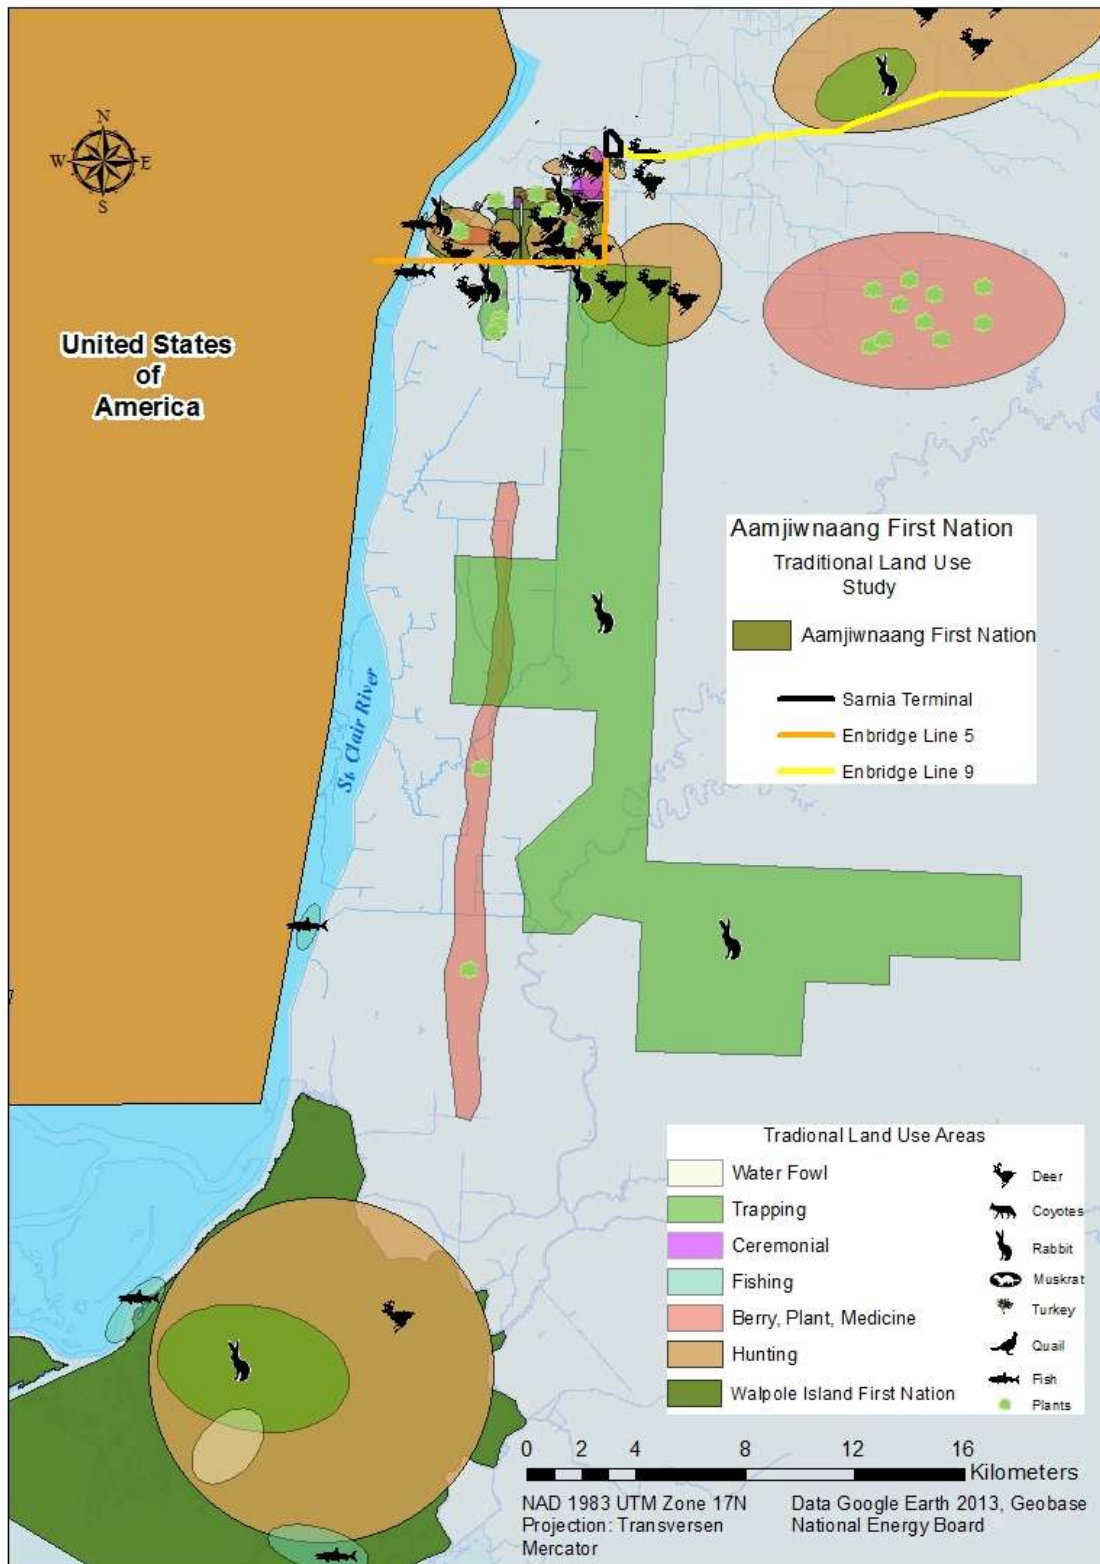 N
W E
S
United States
of
America
St. Clair River
Aamjiwnaang First Nation
Traditional Land Use
Study
Aamjiwnaang First Nation
Sarnia Terminal
Enbridge Line 5
Enbridge Line 9
Tradional Land Use Areas
Water Fowl
Trapping
Ceremonial
Fishing
Berry, Plant, Medicine
Hunting
Walpole Island First Nation
Deer
Coyotes
Rabbit
Muskrat
Turkey
Quail
Fish
Plants
0 2 4 8 12 16
Kilometers
NAD 1983 UTM Zone 17N
Projection: Transversen
Mercator
Data Google Earth 2013, Geobase
National Energy Board